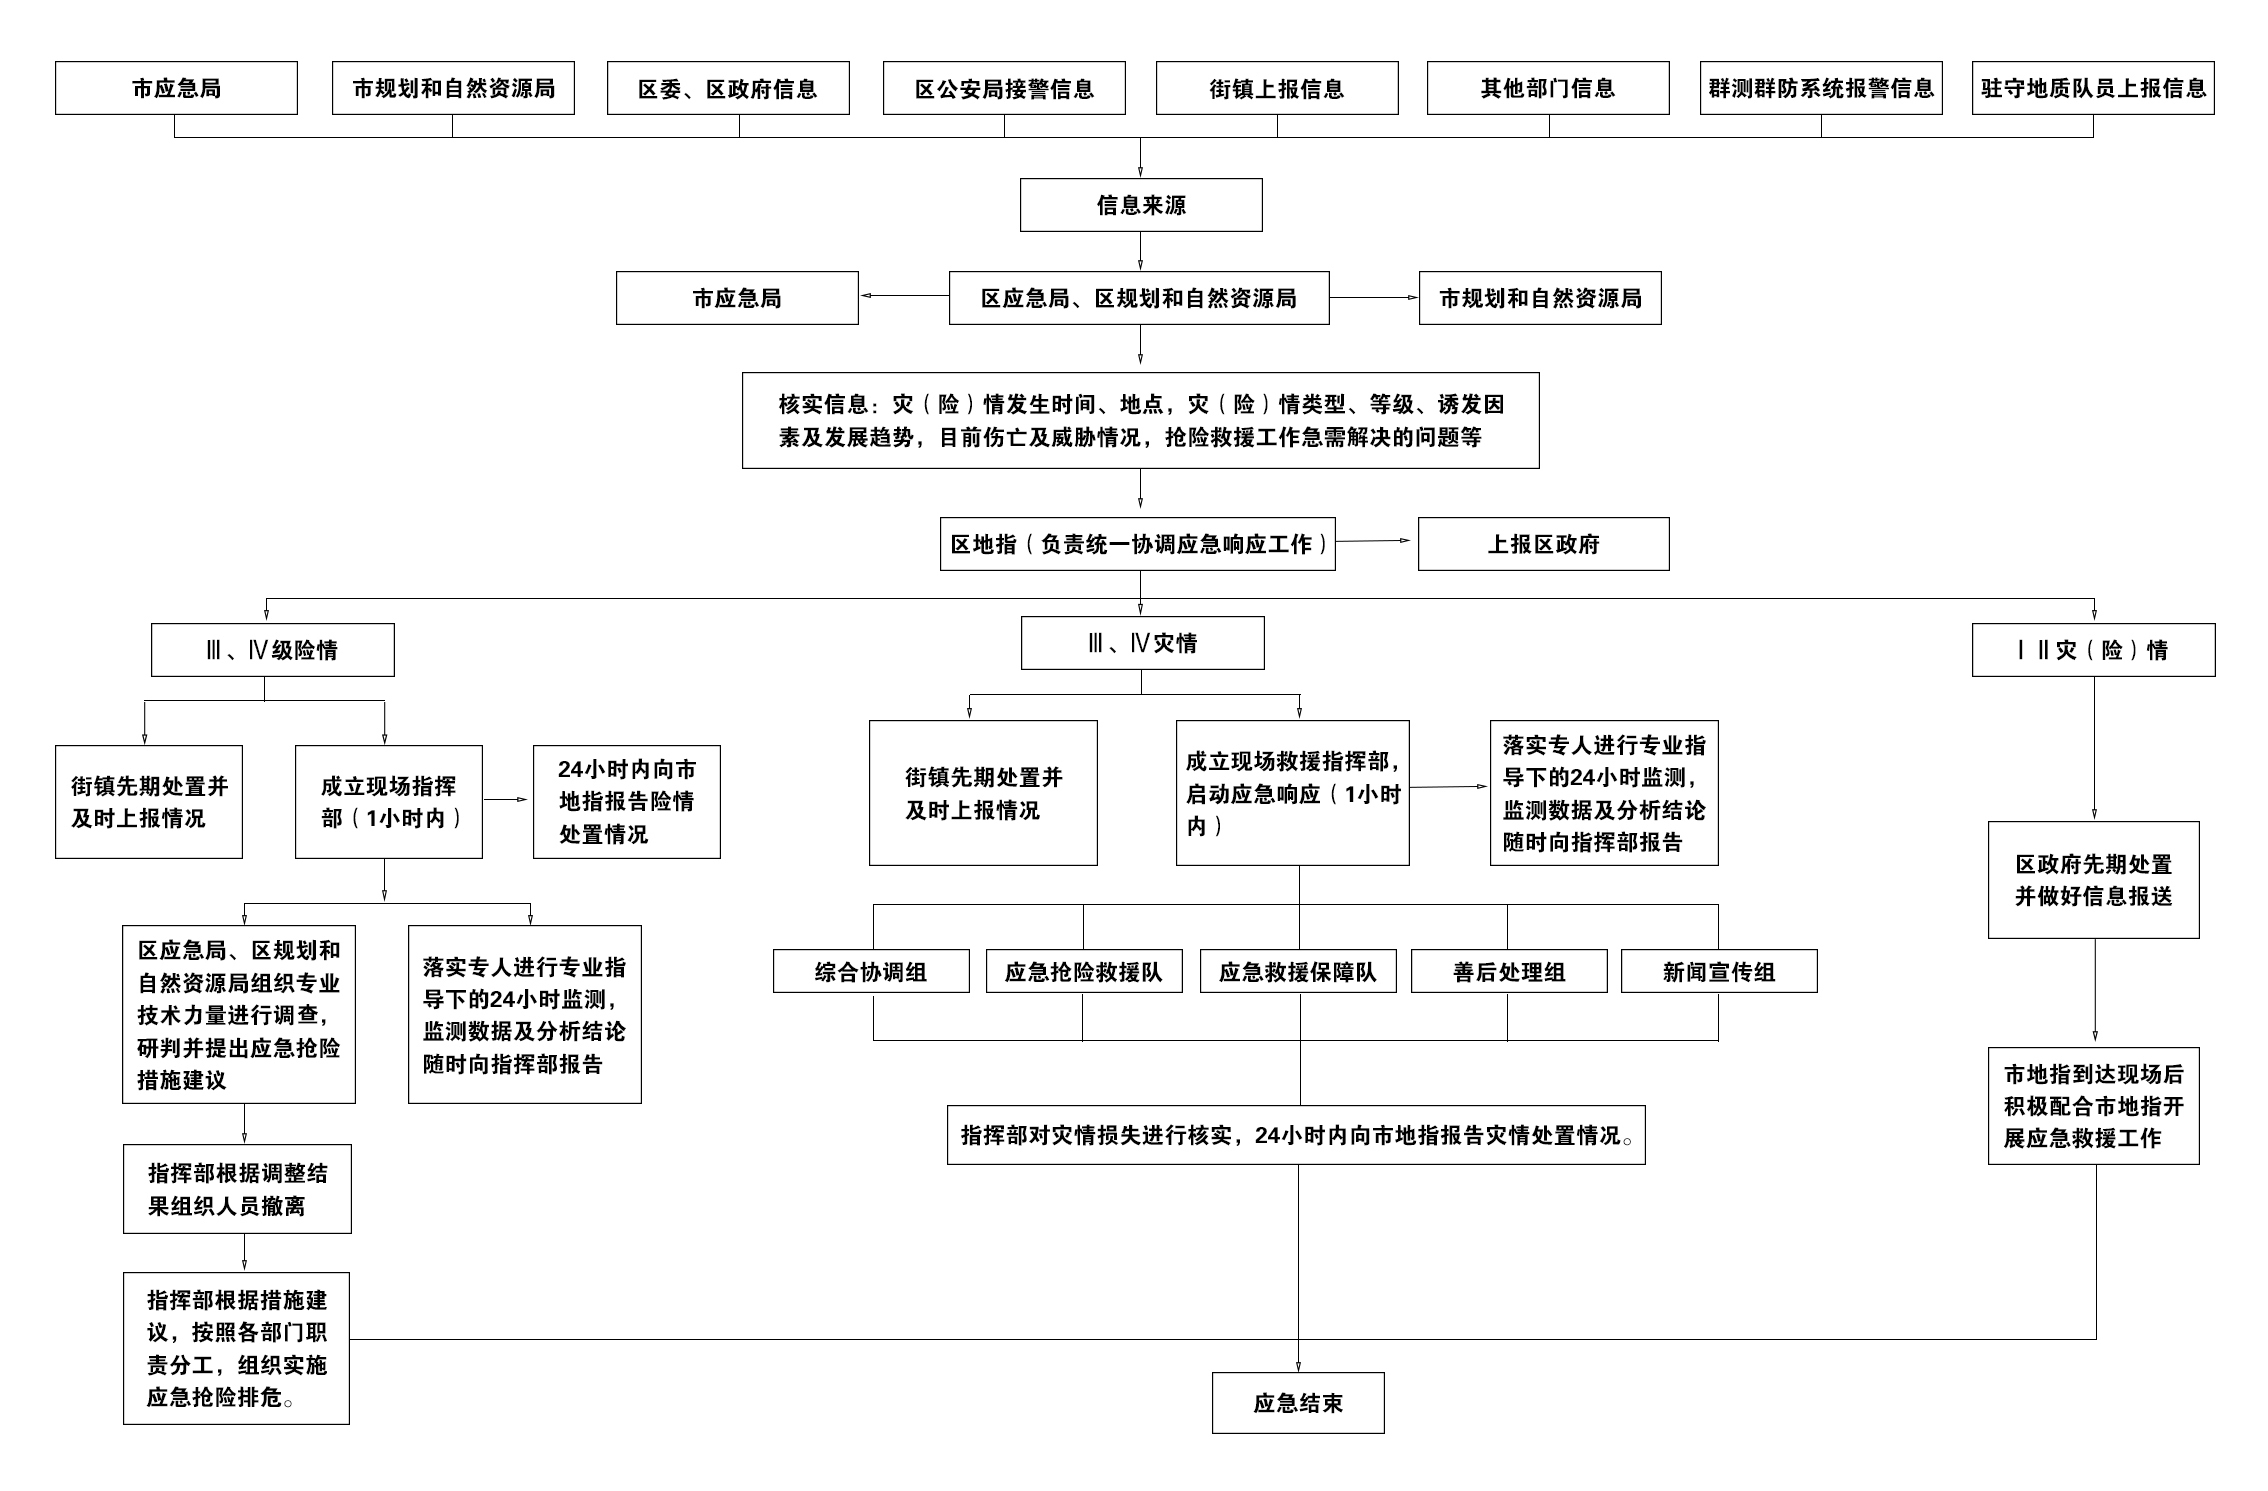 市应急局
市规划和自然资源局
区委、区政府信息
区公安局接警信息
街镇上报信息
其他部门信息
群测群防系统报警信息
驻守地质队员上报信息
信息来源
市应急局
区应急局、区规划和自然资源局
市规划和自然资源局
核实信息：灾（险）情发生时间、地点，灾（险）情类型、等级、诱发因
素及发展趋势，目前伤亡及威胁情况，抢险救援工作急需解决的问题等
区地指（负责统一协调应急响应工作）
上报区政府
Ⅲ、Ⅳ级险情
Ⅲ、Ⅳ灾情
Ⅰ Ⅱ灾（险）情
街镇先期处置并
及时上报情况
成立现场指挥
部（1小时内）
24小时内向市
地指报告险情
处置情况
街镇先期处置并
及时上报情况
成立现场救援指挥部，
启动应急响应（1小时
内）
落实专人进行专业指
导下的24小时监测，
监测数据及分析结论
随时向指挥部报告
区政府先期处置
并做好信息报送
区应急局、区规划和
自然资源局组织专业
技术力量进行调查，
研判并提出应急抢险
措施建议
落实专人进行专业指
导下的24小时监测，
监测数据及分析结论
随时向指挥部报告
综合协调组
应急抢险救援队
应急救援保障队
善后处理组
新闻宣传组
市地指到达现场后
积极配合市地指开
展应急救援工作
指挥部对灾情损失进行核实，24小时内向市地指报告灾情处置情况。
指挥部根据调整结
果组织人员撤离
指挥部根据措施建
议，按照各部门职
责分工，组织实施
应急抢险排危。
应急结束